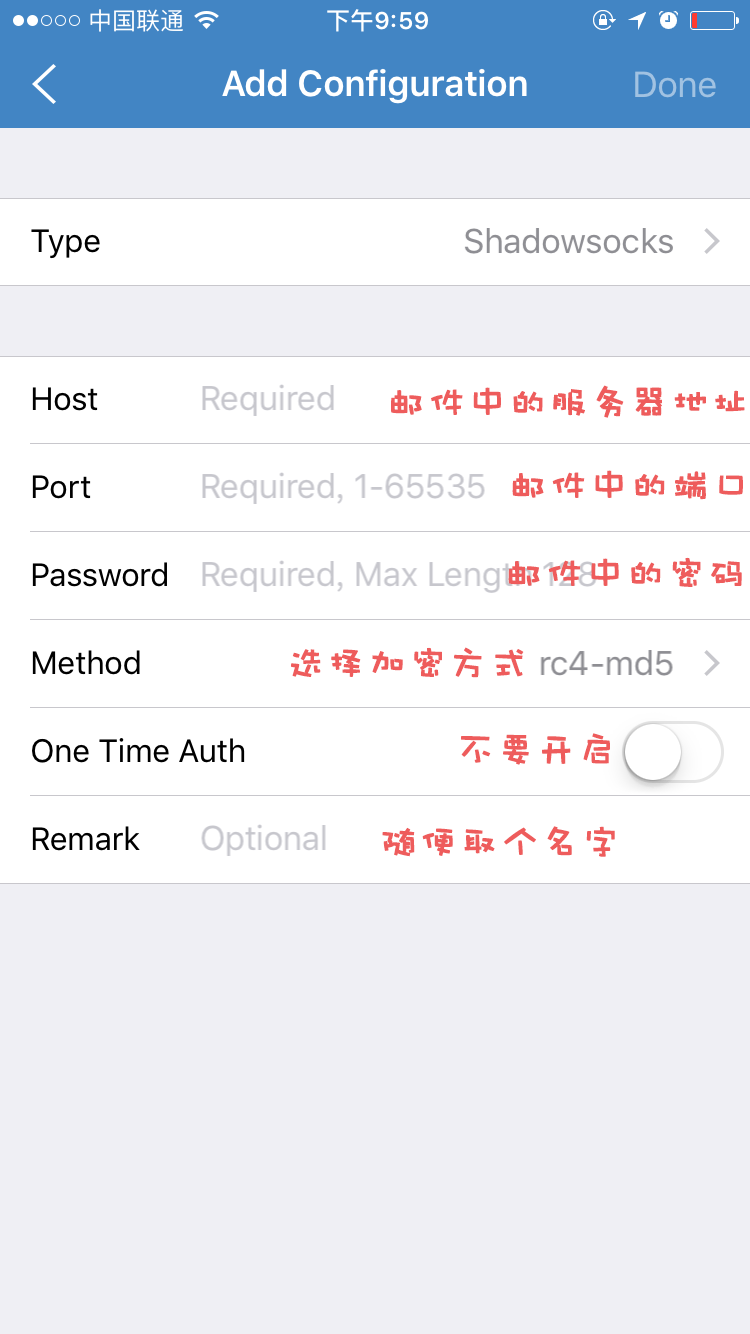 中国联通 下午9:59
Add Configuration Done
Type Shadowsocks
Host Required 邮件中的服务器地址
Port Required, 1-65535 邮件中的端口
Password Required, Max Length 128 邮件中的密码
Method 选择加密方式 rc4-md5
One Time Auth 不要开启
Remark Optional 随便取个名字